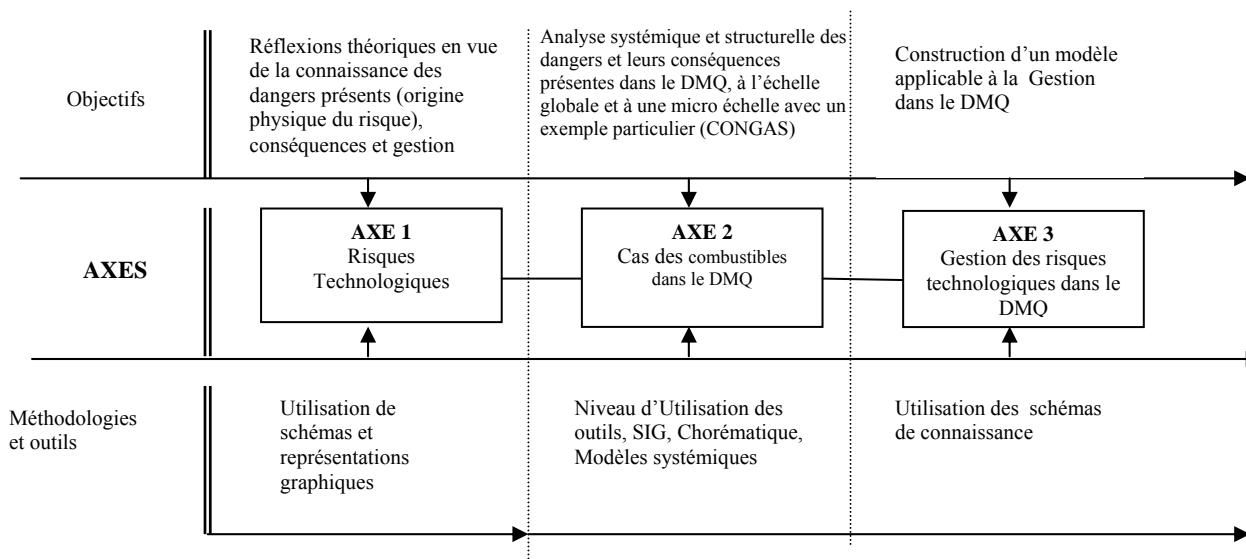 Objectifs
Réflexions théoriques en vue
de la connaissance des
dangers présents (origine
physique du risque),
conséquences et gestion
Analyse systémique et structurelle des
dangers et leurs conséquences
présentes dans le DMQ, à l’échelle
globale et à une micro échelle avec un
exemple particulier (CONGAS)
Construction d’un modèle
applicable à la Gestion
dans le DMQ
AXES
AXE 1
Risques
Technologiques
AXE 2
Cas des combustibles
dans le DMQ
AXE 3
Gestion des risques
technologiques dans le
DMQ
Méthodologies
et outils
Utilisation de
schémas et
représentations
graphiques
Niveau d’Utilisation des
outils, SIG, Chorématique,
Modèles systémiques
Utilisation des schémas
de connaissance